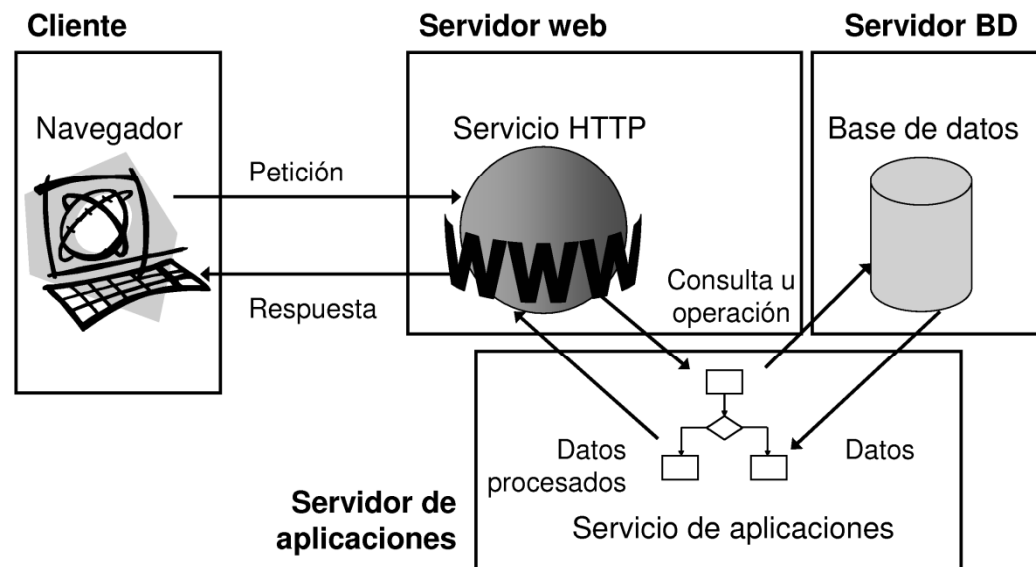 Cliente
Servidor web
Servidor BD
Navegador
Servicio HTTP
Base de datos
Petición
WWW
Respuesta
Consulta u
operación
Datos
procesados
Datos
Servidor de
aplicaciones
Servicio de aplicaciones